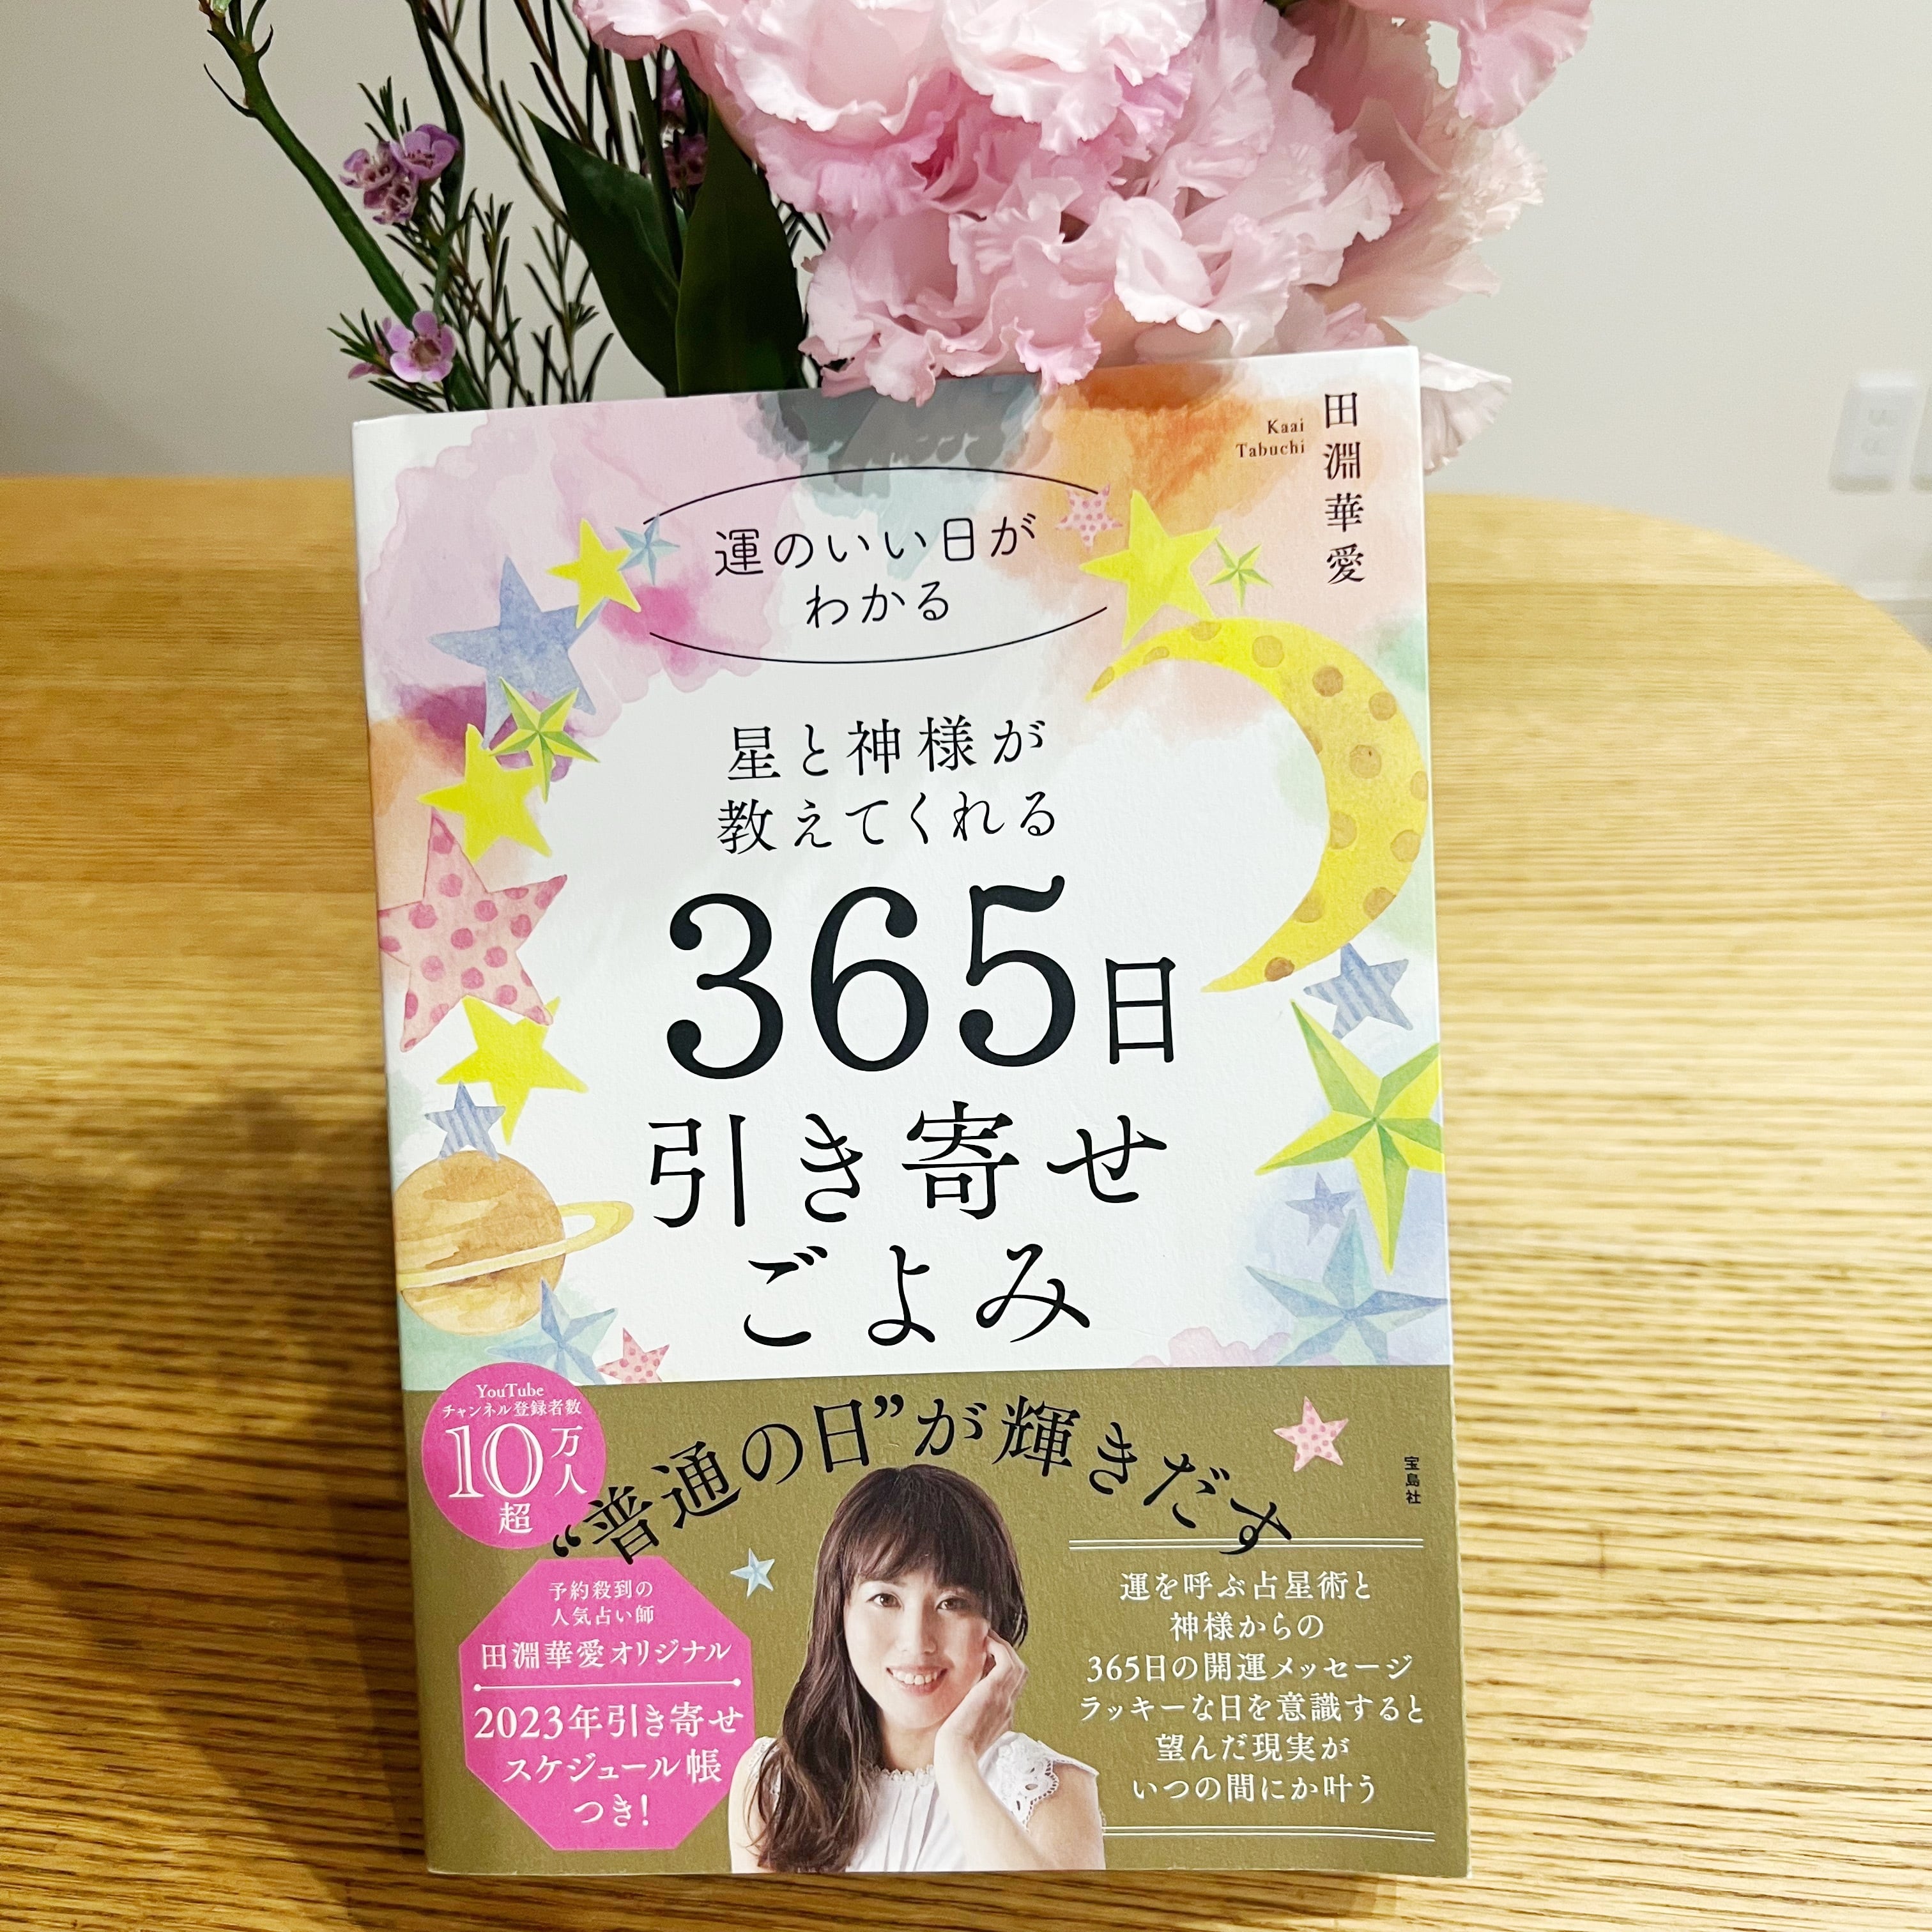 田淵華愛
Kaai
Tabuchi
運のいい日が
わかる
星と神様が
教えてくれる
365日
引き寄せ
ごよみ
YouTube
チャンネル登録者数
10万人
超
“普通の日”が輝きだす
宝島社
予約殺到の
人気占い師
田淵華愛オリジナル
2023年引き寄せ
スケジュール帳
つき!
運を呼ぶ占星術と
神様からの
365日の開運メッセージ
ラッキーな日を意識すると
望んだ現実が
いつの間にか叶う